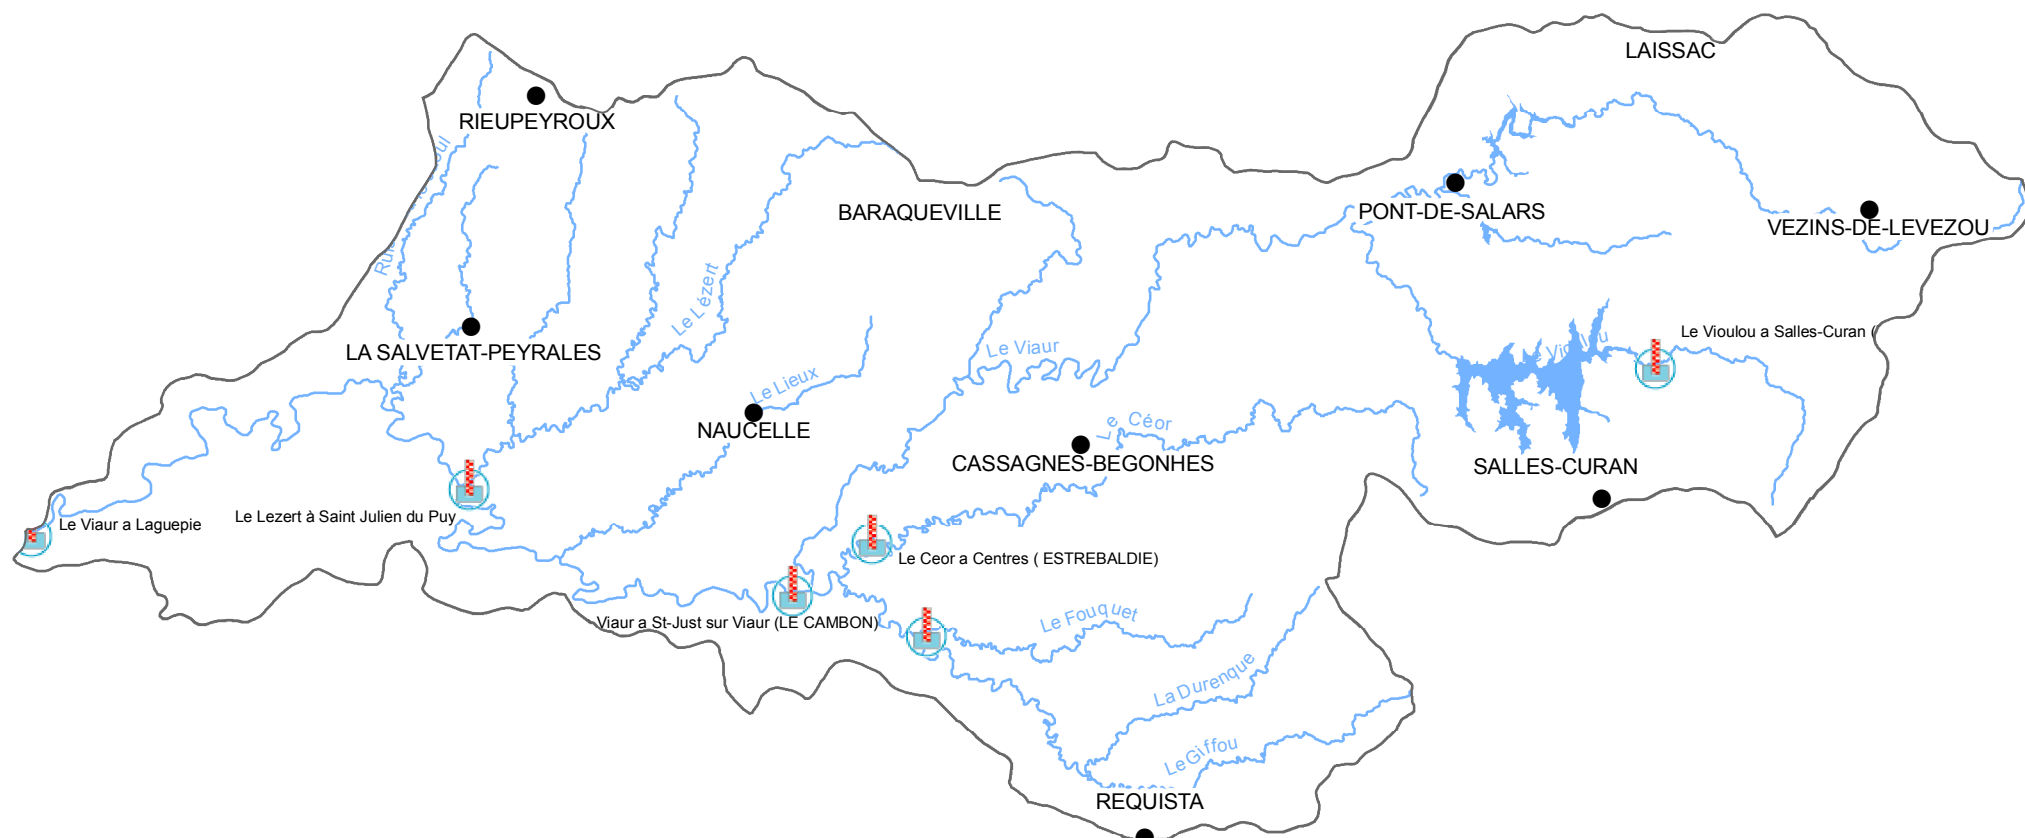 LAISSAC
RIEUPEYROUX
BARAQUEVILLE
PONT-DE-SALARS
VEZINS-DE-LEVEZOU
Le Lézert
Le Vioulou a Salles-Curan (
LA SALVETAT-PEYRALES
Le Viaur
Le Lieux
NAUCELLE
Le Céor
CASSAGNES-BEGONHES
SALLES-CURAN
Le Viaur a Laguepie
Le Lezert à Saint Julien du Puy
Le Ceor a Centres ( ESTREBALDIE)
Viaur a St-Just sur Viaur (LE CAMBON)
Le Fouquet
La Durenque
Le Giffou
REQUISTA